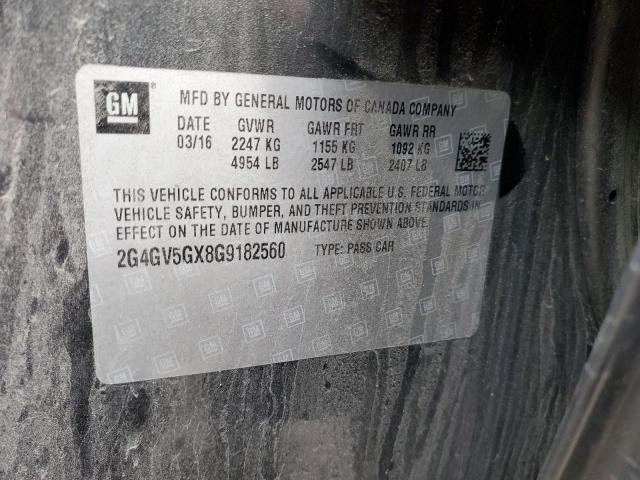 GM ®
MFD BY GENERAL MOTORS OF CANADA COMPANY
DATE GVWR GAWR FRT GAWR RR
03/16 2247 KG 1155 KG 1092 KG
4954 LB 2547 LB 2407 LB
THIS VEHICLE CONFORMS TO ALL APPLICABLE U.S. FEDERAL MOTOR
VEHICLE SAFETY, BUMPER, AND THEFT PREVENTION STANDARDS IN
EFFECT ON THE DATE OF MANUFACTURE SHOWN ABOVE.
2G4GV5GX8G9182560 TYPE: PASS CAR